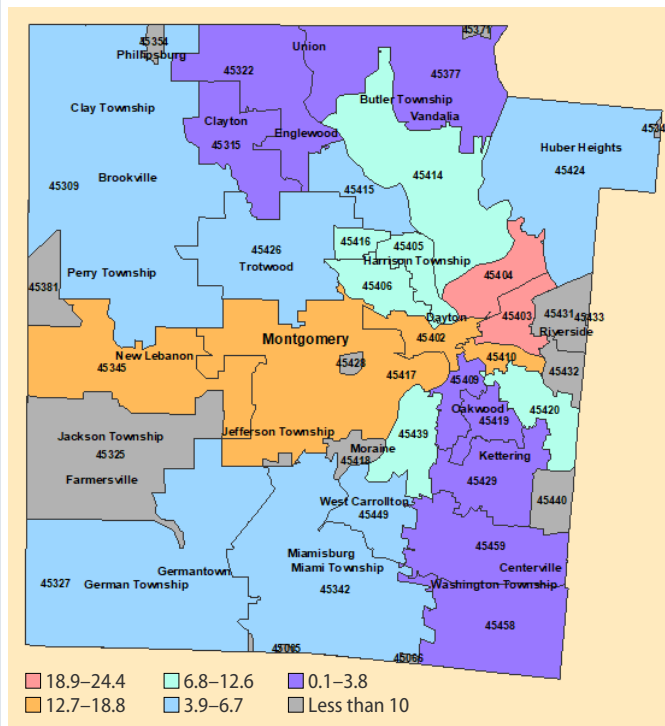 45354
45371
Phillipsburg
Union
45322
45377
Clay Township
Butler Township
Clayton
Vandalia
Englewood
45315
Huber Heights
45424
45414
Brookville
45309
45415
45416
45405
45426
Harrison Township
Trotwood
Perry Township
45404
45381
45406
45431
45433
Dayton
45403
Riverside
Montgomery
45402
New Lebanon
45410
45428
45345
45417
45432
45409
Oakwood
45420
45419
Jefferson Township
45439
Jackson Township
Moraine
45325
Kettering
45418
Farmersville
45429
West Carrollton
45440
45449
45459
Miamisburg
Centerville
Miami Township
Germantown
45327
German Township
Washington Township
45342
45458
45066
18.9–24.4
6.8–12.6
0.1–3.8
12.7–18.8
3.9–6.7
Less than 10